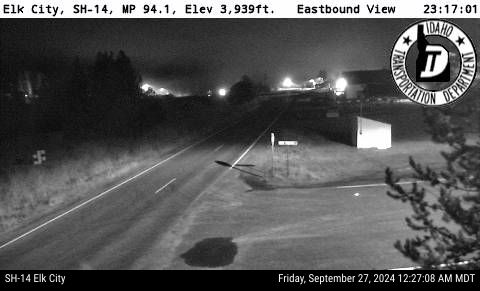 Elk City, SH-14, MP 94.1, Elev 3,939ft. Eastbound View 23:17:01
IDAHO
TRANSPORTATION DEPARTMENT
SH-14 Elk City Friday, September 27, 2024 12:27:08 AM MDT